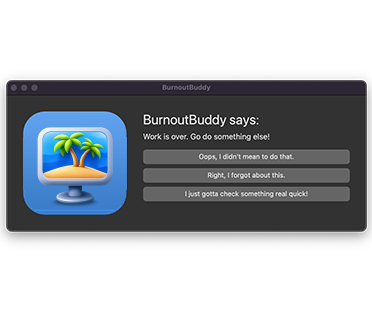 BurnoutBuddy
BurnoutBuddy says:
Work is over. Go do something else!
Oops, I didn't mean to do that.
Right, I forgot about this.
I just gotta check something real quick!